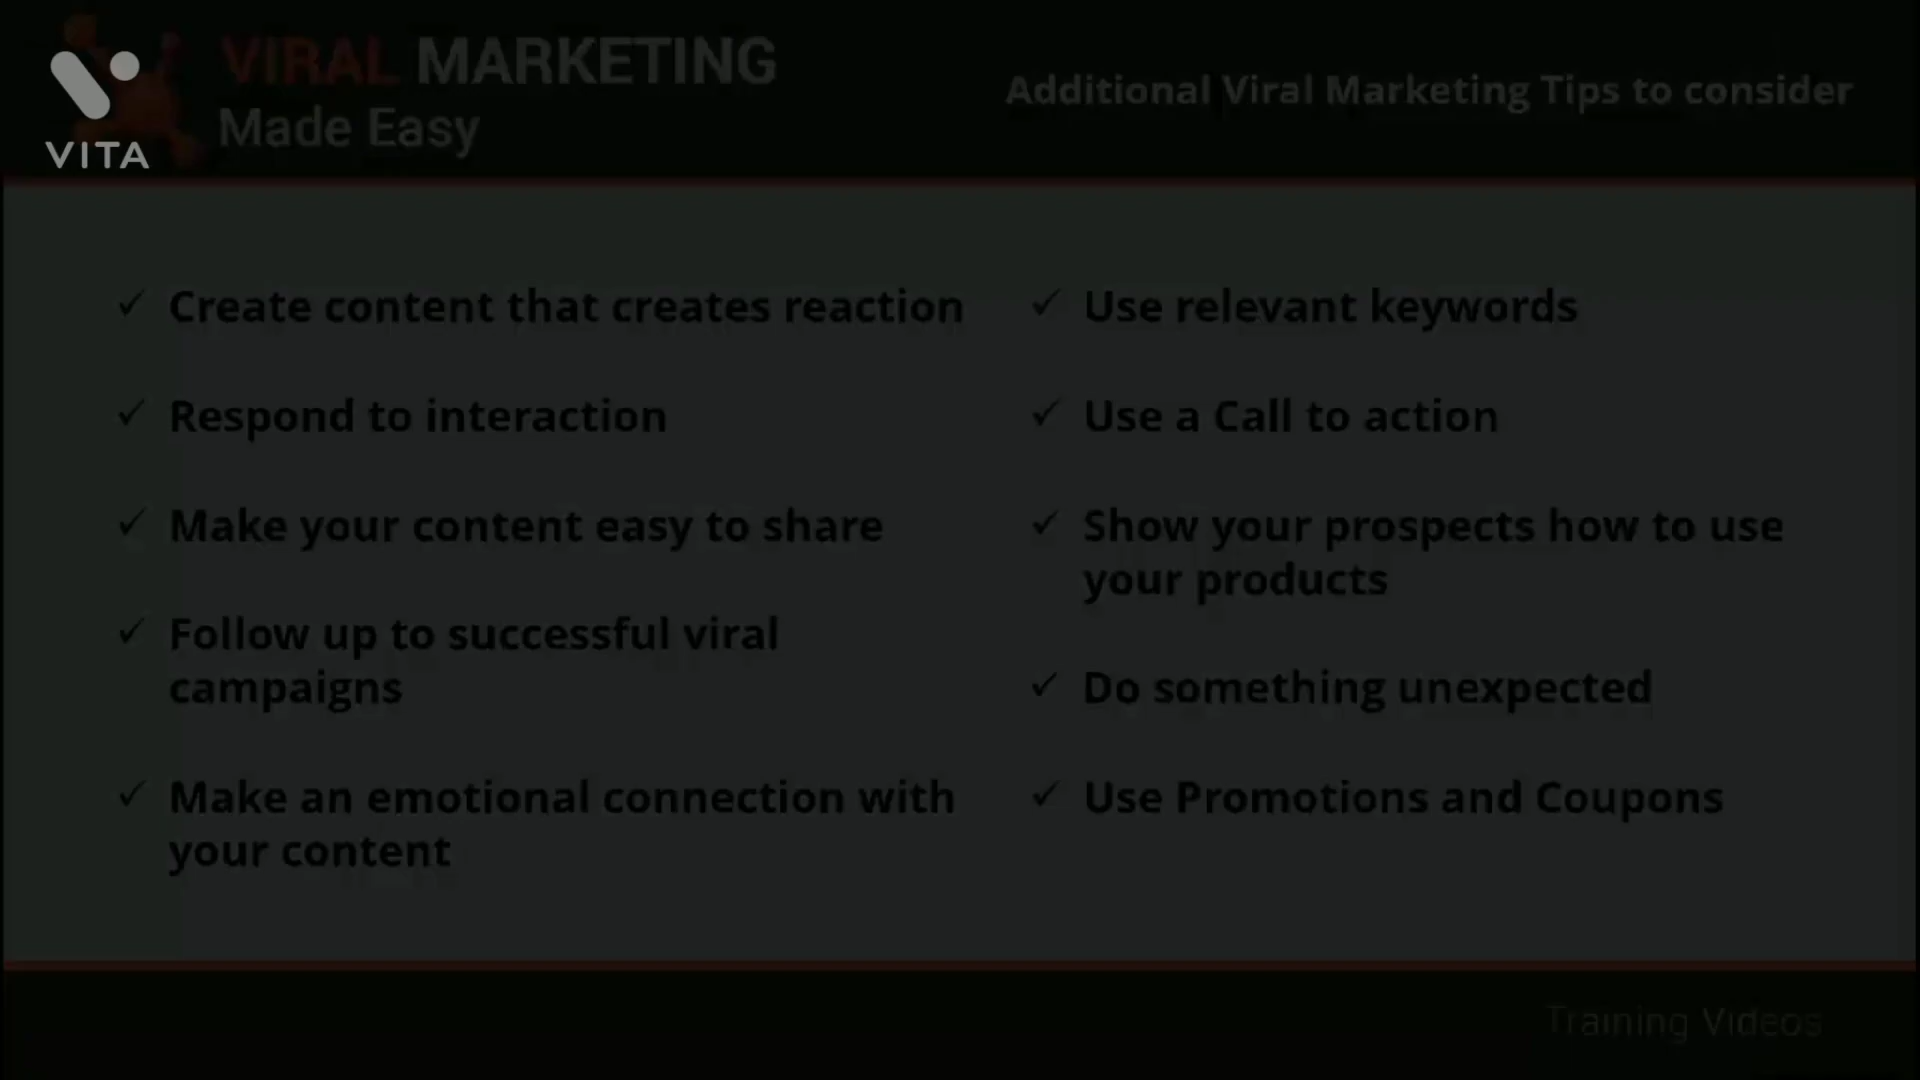 VITA
VIRAL MARKETING
Made Easy
Additional Viral Marketing Tips to consider
✓ Create content that creates reaction
✓ Respond to interaction
✓ Make your content easy to share
✓ Follow up to successful viral
campaigns
✓ Make an emotional connection with
your content
✓ Use relevant keywords
✓ Use a Call to action
✓ Show your prospects how to use
your products
✓ Do something unexpected
✓ Use Promotions and Coupons
Training Videos